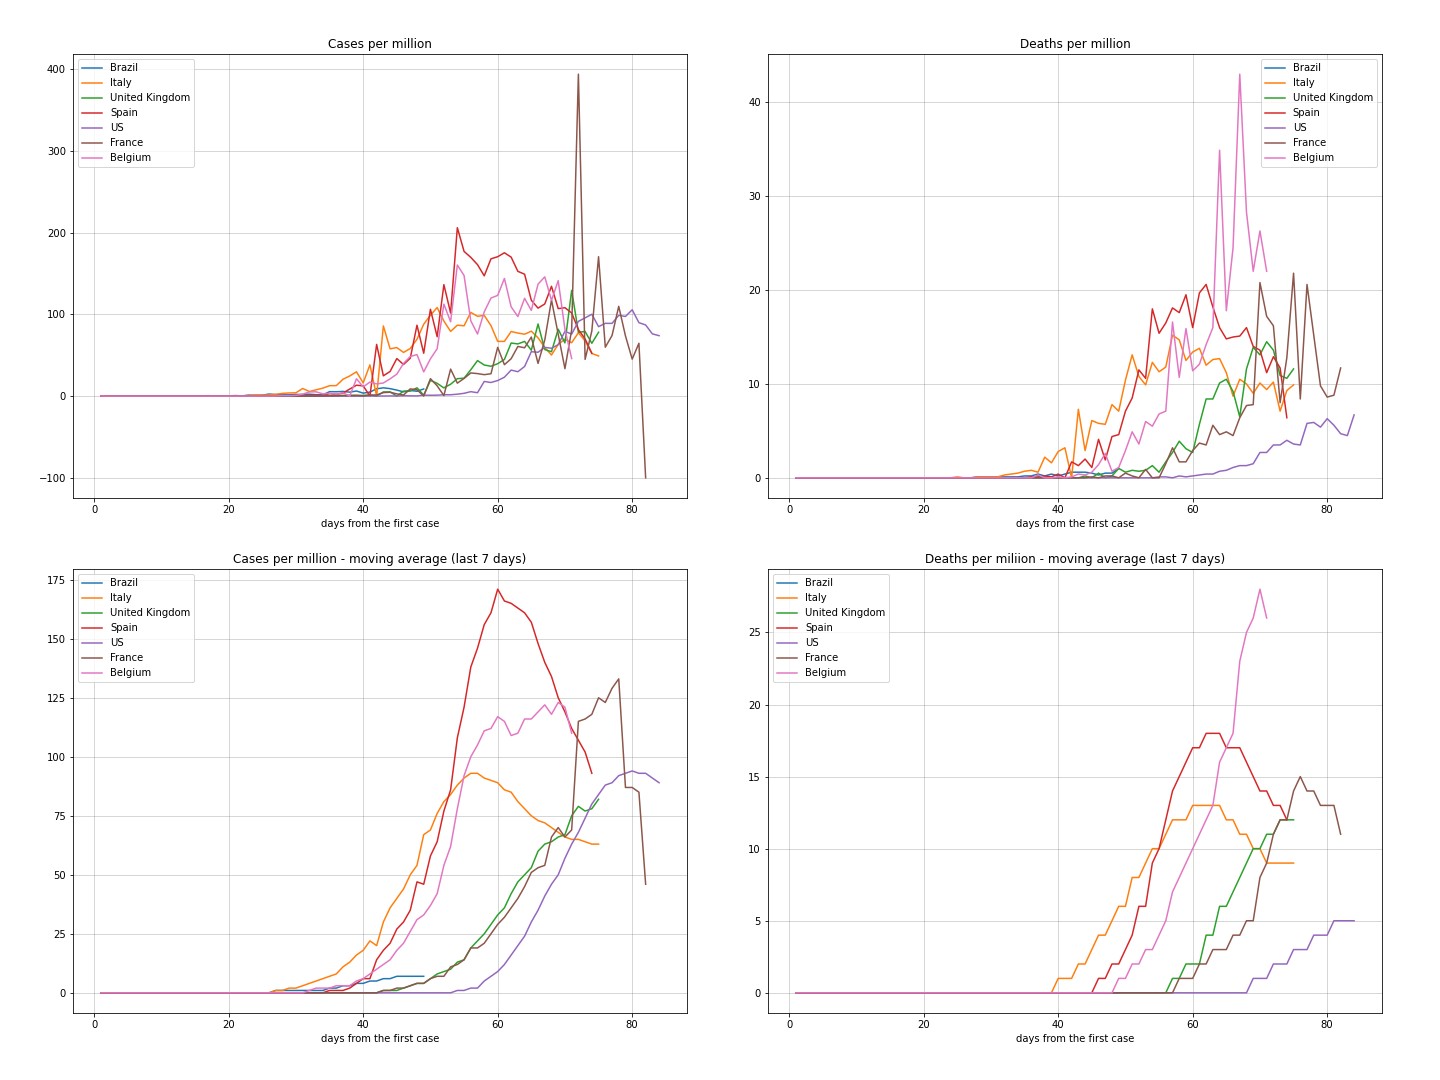 Cases per million
400
300
200
100
0
−100
0
20
40
60
80
days from the first case
Brazil
Italy
United Kingdom
Spain
US
France
Belgium
Deaths per million
40
30
20
10
0
0
20
40
60
80
days from the first case
Brazil
Italy
United Kingdom
Spain
US
France
Belgium
Cases per million - moving average (last 7 days)
175
150
125
100
75
50
25
0
0
20
40
60
80
days from the first case
Brazil
Italy
United Kingdom
Spain
US
France
Belgium
Deaths per miliion - moving average (last 7 days)
25
20
15
10
5
0
0
20
40
60
80
days from the first case
Brazil
Italy
United Kingdom
Spain
US
France
Belgium